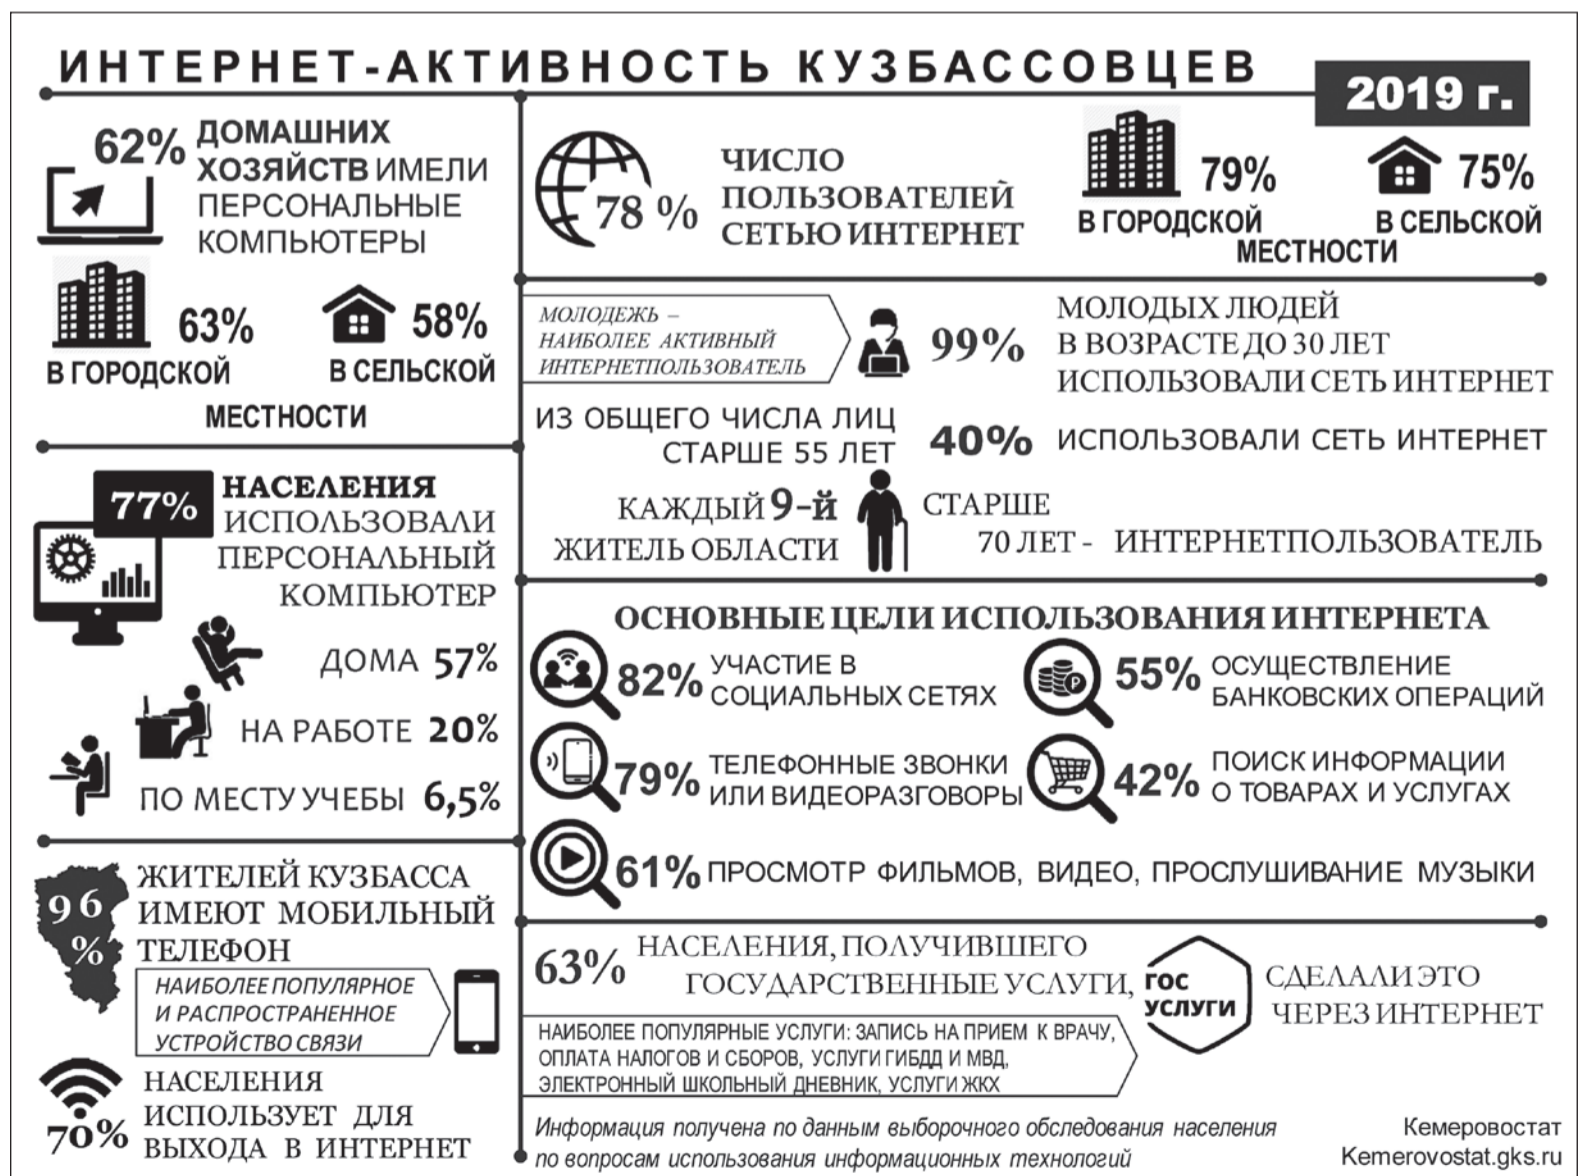 ИНТЕРНЕТ-АКТИВНОСТЬ КУЗБАССОВЦЕВ
2019 г.
62% ДОМАШНИХ
ХОЗЯЙСТВ ИМЕЛИ
ПЕРСОНАЛЬНЫЕ
КОМПЬЮТЕРЫ
63%
В ГОРОДСКОЙ
58%
В СЕЛЬСКОЙ
МЕСТНОСТИ
77% НАСЕЛЕНИЯ
ИСПОЛЬЗОВАЛИ
ПЕРСОНАЛЬНЫЙ
КОМПЬЮТЕР
ДОМА 57%
НА РАБОТЕ 20%
ПО МЕСТУ УЧЕБЫ 6,5%
96
%
ЖИТЕЛЕЙ КУЗБАССА
ИМЕЮТ МОБИЛЬНЫЙ
ТЕЛЕФОН
НАИБОЛЕЕ ПОПУЛЯРНОЕ
И РАСПРОСТРАНЕННОЕ
УСТРОЙСТВО СВЯЗИ
70%
НАСЕЛЕНИЯ
ИСПОЛЬЗУЕТ ДЛЯ
ВЫХОДА В ИНТЕРНЕТ
78 %
ЧИСЛО
ПОЛЬЗОВАТЕЛЕЙ
СЕТЬЮ ИНТЕРНЕТ
79%
В ГОРОДСКОЙ
75%
В СЕЛЬСКОЙ
МЕСТНОСТИ
МОЛОДЕЖЬ –
НАИБОЛЕЕ АКТИВНЫЙ
ИНТЕРНЕТПОЛЬЗОВАТЕЛЬ
99%
МОЛОДЫХ ЛЮДЕЙ
В ВОЗРАСТЕ ДО 30 ЛЕТ
ИСПОЛЬЗОВАЛИ СЕТЬ ИНТЕРНЕТ
ИЗ ОБЩЕГО ЧИСЛА ЛИЦ
СТАРШЕ 55 ЛЕТ
40% ИСПОЛЬЗОВАЛИ СЕТЬ ИНТЕРНЕТ
КАЖДЫЙ 9-й
ЖИТЕЛЬ ОБЛАСТИ
СТАРШЕ
70 ЛЕТ - ИНТЕРНЕТПОЛЬЗОВАТЕЛЬ
ОСНОВНЫЕ ЦЕЛИ ИСПОЛЬЗОВАНИЯ ИНТЕРНЕТА
82% УЧАСТИЕ В
СОЦИАЛЬНЫХ СЕТЯХ
55% ОСУЩЕСТВЛЕНИЕ
БАНКОВСКИХ ОПЕРАЦИЙ
79% ТЕЛЕФОННЫЕ ЗВОНКИ
ИЛИ ВИДЕОРАЗГОВОРЫ
42% ПОИСК ИНФОРМАЦИИ
О ТОВАРАХ И УСЛУГАХ
61% ПРОСМОТР ФИЛЬМОВ, ВИДЕО, ПРОСЛУШИВАНИЕ МУЗЫКИ
63% НАСЕЛЕНИЯ, ПОЛУЧИВШЕГО
ГОСУДАРСТВЕННЫЕ УСЛУГИ,
ГОС
УСЛУГИ
СДЕЛАЛИ ЭТО
ЧЕРЕЗ ИНТЕРНЕТ
НАИБОЛЕЕ ПОПУЛЯРНЫЕ УСЛУГИ: ЗАПИСЬ НА ПРИЕМ К ВРАЧУ,
ОПЛАТА НАЛОГОВ И СБОРОВ, УСЛУГИ ГИБДД И МВД,
ЭЛЕКТРОННЫЙ ШКОЛЬНЫЙ ДНЕВНИК, УСЛУГИ ЖКХ
Информация получена по данным выборочного обследования населения
по вопросам использования информационных технологий
Кемеровостат
Kemerovostat.gks.ru